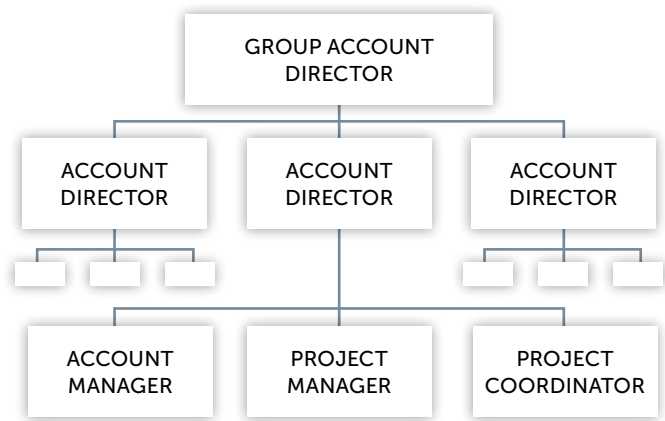 GROUP ACCOUNT
DIRECTOR
ACCOUNT
DIRECTOR
ACCOUNT
DIRECTOR
ACCOUNT
DIRECTOR
ACCOUNT
MANAGER
PROJECT
MANAGER
PROJECT
COORDINATOR